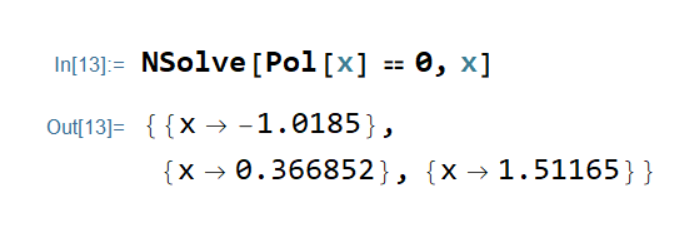 In[13]:= NSolve[Pol[x] == 0, x]
Out[13]= {{x → -1.0185},
{x → 0.366852}, {x → 1.51165}}